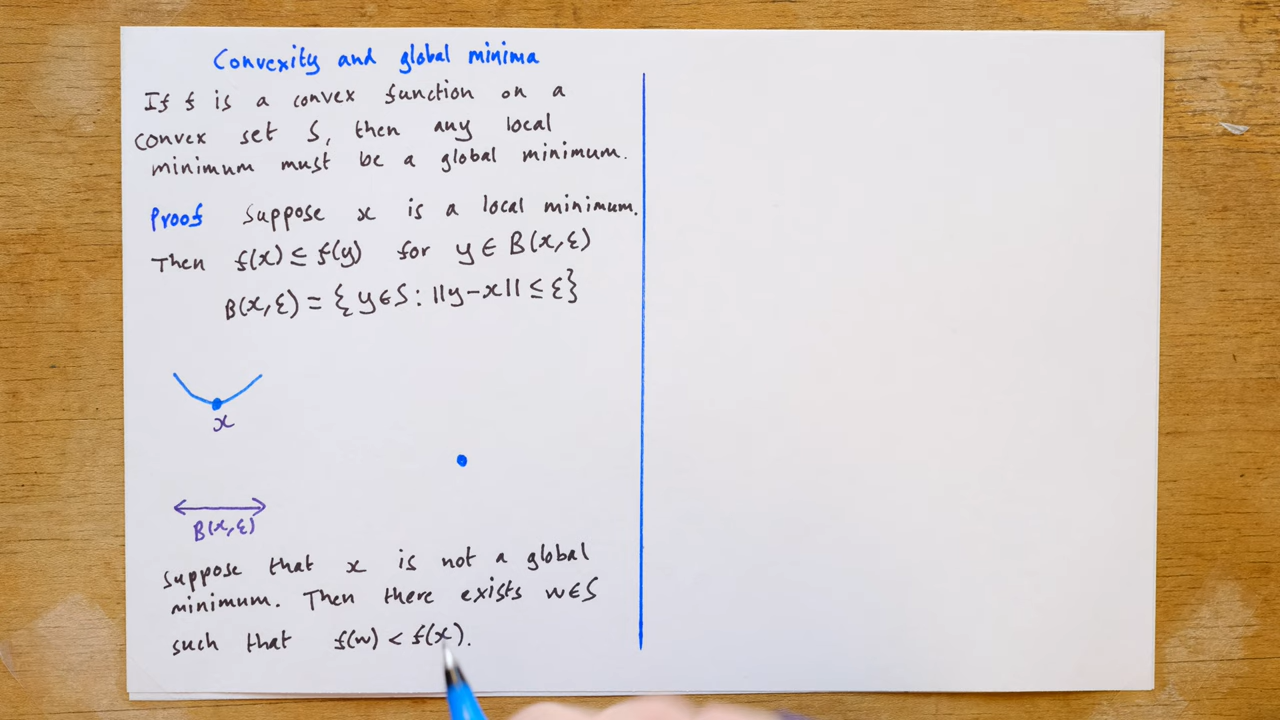 Convexity and global minima
If f is a convex function on a
convex set S, then any local
minimum must be a global minimum.
Proof Suppose x is a local minimum.
Then f(x) ≤ f(y) for y ∈ B(x,ε)
B(x,ε) = { y∈S : ||y-x|| ≤ ε}
x
B(x,ε)
Suppose that x is not a global
minimum. Then there exists w∈S
such that f(w) < f(x).